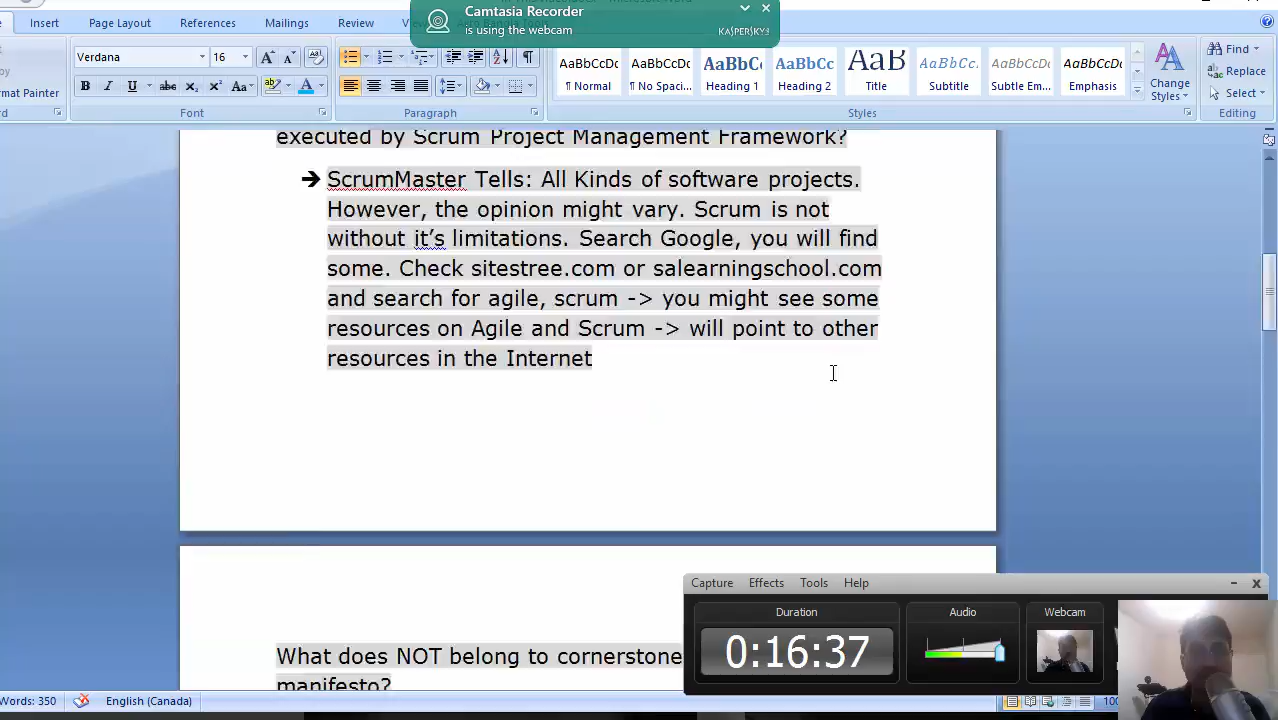 Camtasia Recorder
is using the webcam
KASPERSKY
Page Layout
References
Mailings
Review
Insert
Verdana
16
Find
Replace
Select
Editing
Format Painter
Font
Paragraph
AaBbCcDc
¶ Normal
AaBbCcDc
¶ No Spaci...
AaBbCc
Heading 1
AaBbCc
Heading 2
AaB
Title
AaBbCc.
Subtitle
AaBbCcDc
Subtle Em...
AaBbCcDc
Emphasis
Change
Styles
Styles
executed by Scrum Project Management Framework?
➔ ScrumMaster Tells: All Kinds of software projects.
However, the opinion might vary. Scrum is not
without it’s limitations. Search Google, you will find
some. Check sitestree.com or salearningschool.com
and search for agile, scrum -> you might see some
resources on Agile and Scrum -> will point to other
resources in the Internet
What does NOT belong to cornerstone
manifesto?
Capture Effects Tools Help
Duration
0:16:37
Audio
Webcam
Words: 350
English (Canada)